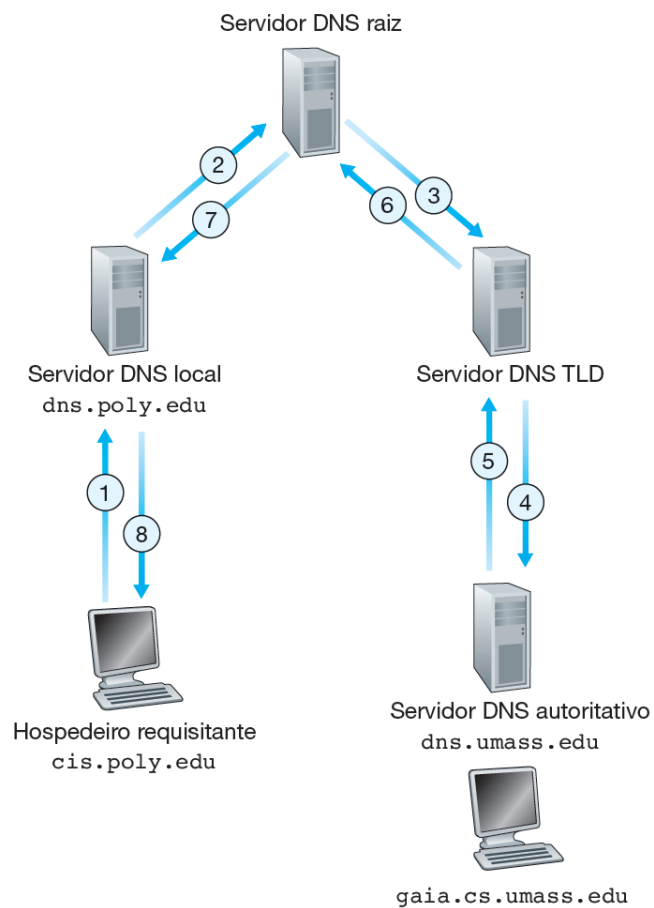 Servidor DNS raiz
2
3
6
7
Servidor DNS local
dns.poly.edu
Servidor DNS TLD
1
5
4
8
Hospedeiro requisitante
cis.poly.edu
Servidor DNS autoritativo
dns.umass.edu
gaia.cs.umass.edu